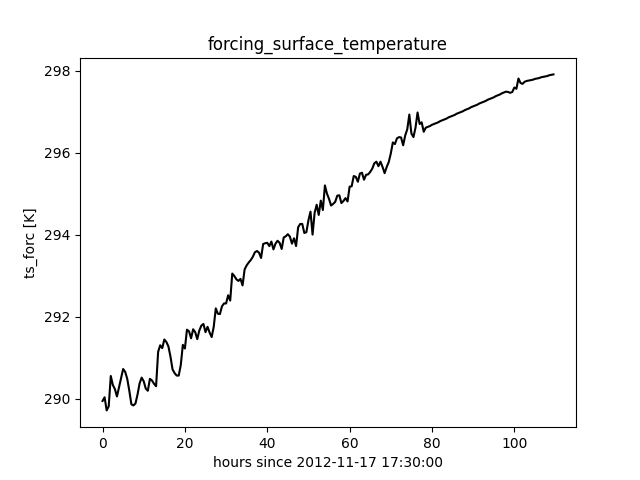 forcing_surface_temperature
298
296
294
292
290
ts_forc [K]
0 20 40 60 80 100
hours since 2012-11-17 17:30:00